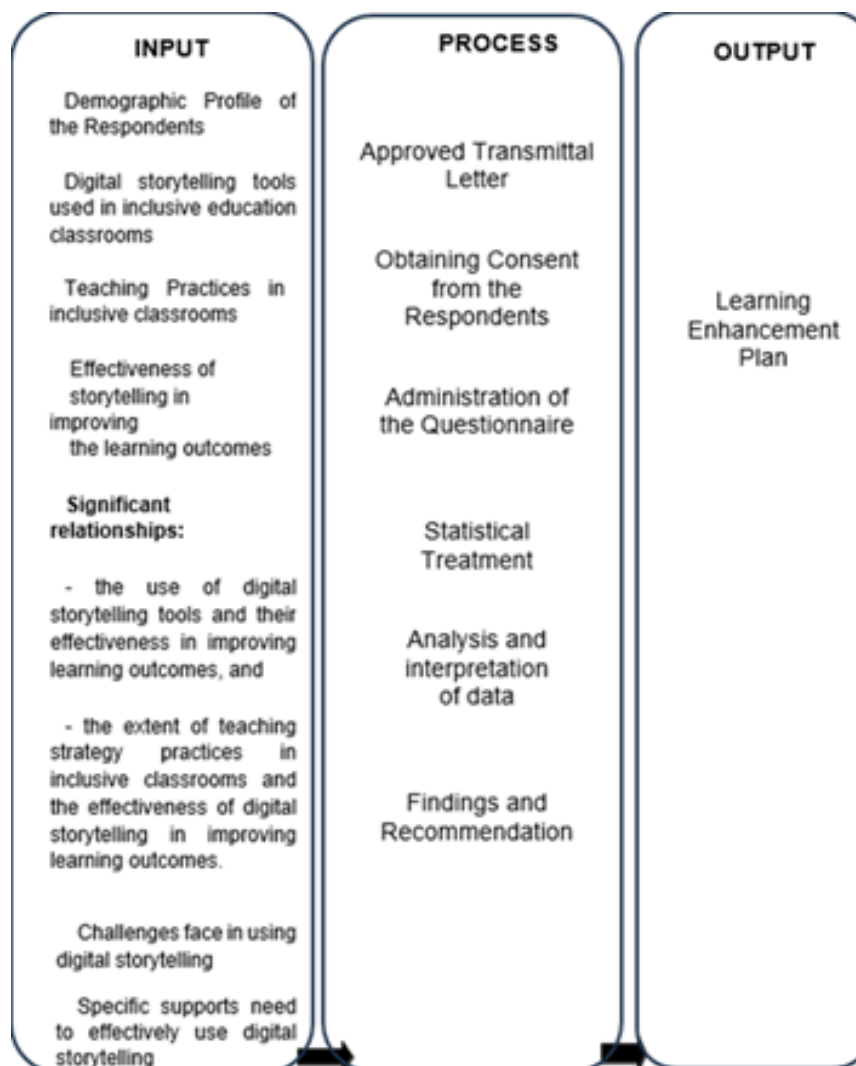 INPUT
Demographic Profile of
the Respondents
Digital storytelling tools
used in inclusive education
classrooms
Teaching Practices in
inclusive classrooms
Effectiveness of
storytelling in
improving
the learning outcomes
Significant
relationships:
- the use of digital
storytelling tools and their
effectiveness in improving
learning outcomes, and
- the extent of teaching
strategy practices in
inclusive classrooms and
the effectiveness of digital
storytelling in improving
learning outcomes.
Challenges face in using
digital storytelling
Specific supports need
to effectively use digital
storytelling
PROCESS
Approved Transmittal
Letter
Obtaining Consent
from the
Respondents
Administration of
the Questionnaire
Statistical
Treatment
Analysis and
interpretation
of data
Findings and
Recommendation
OUTPUT
Learning
Enhancement
Plan